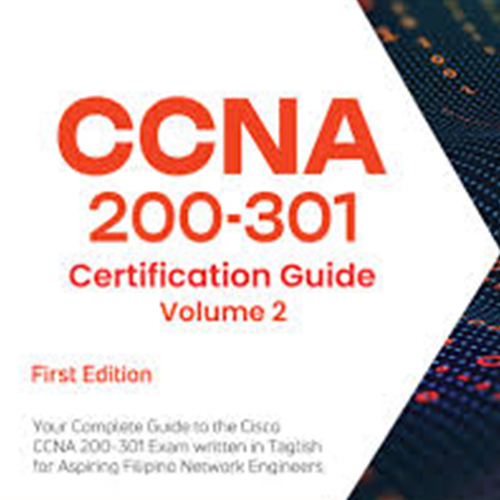 CCNA
200-301
Certification Guide
Volume 2
First Edition
Your Complete Guide to the Cisco
CCNA 200-301 Exam written in Taglish
for Aspiring Filipino Network Engineers